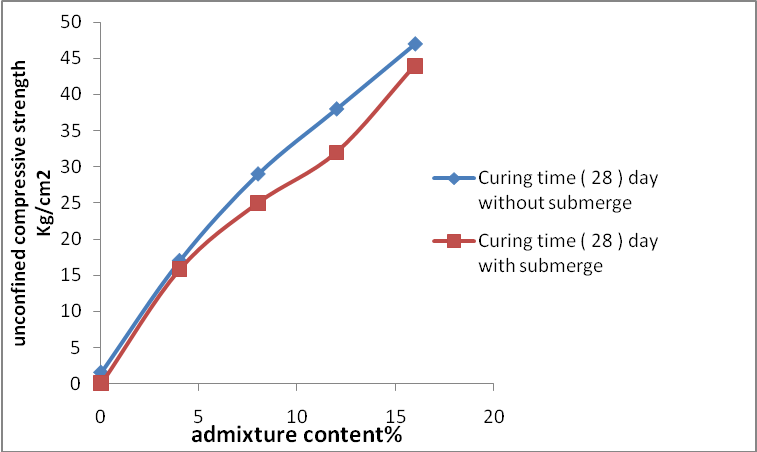 unconfined compressive strength
Kg/cm2
50
45
40
35
30
25
20
15
10
5
0
0 5 10 15 20
admixture content%
Curing time ( 28 ) day
without submerge
Curing time ( 28 ) day
with submerge